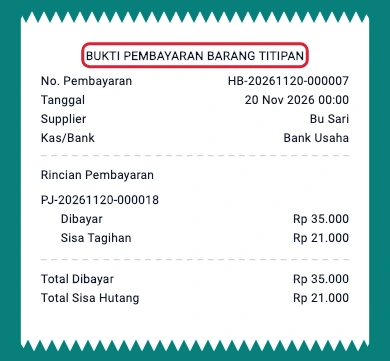 BUKTI PEMBAYARAN BARANG TITIPAN
No. Pembayaran HB-20261120-000007
Tanggal 20 Nov 2026 00:00
Supplier Bu Sari
Kas/Bank Bank Usaha
Rincian Pembayaran
PJ-20261120-000018
Dibayar Rp 35.000
Sisa Tagihan Rp 21.000
Total Dibayar Rp 35.000
Total Sisa Hutang Rp 21.000